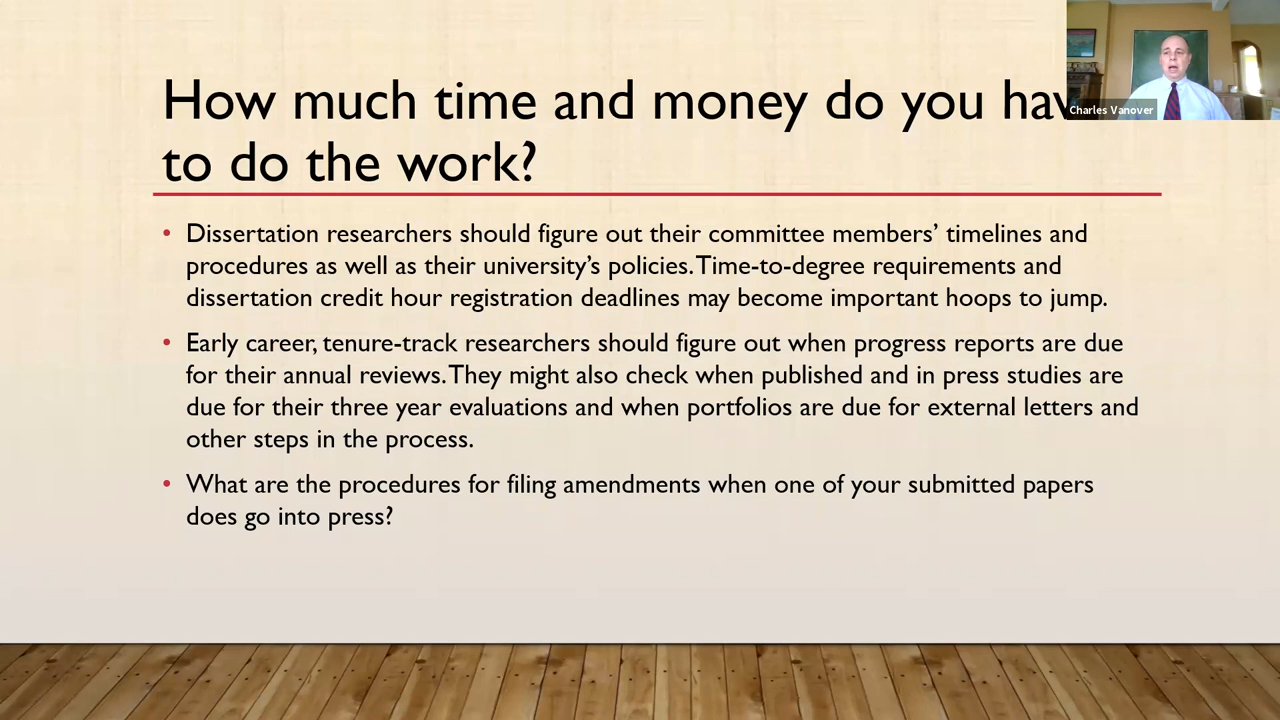 How much time and money do you hav
to do the work?
Charles Vanover
• Dissertation researchers should figure out their committee members’ timelines and
procedures as well as their university’s policies. Time-to-degree requirements and
dissertation credit hour registration deadlines may become important hoops to jump.
• Early career, tenure-track researchers should figure out when progress reports are due
for their annual reviews. They might also check when published and in press studies are
due for their three year evaluations and when portfolios are due for external letters and
other steps in the process.
• What are the procedures for filing amendments when one of your submitted papers
does go into press?